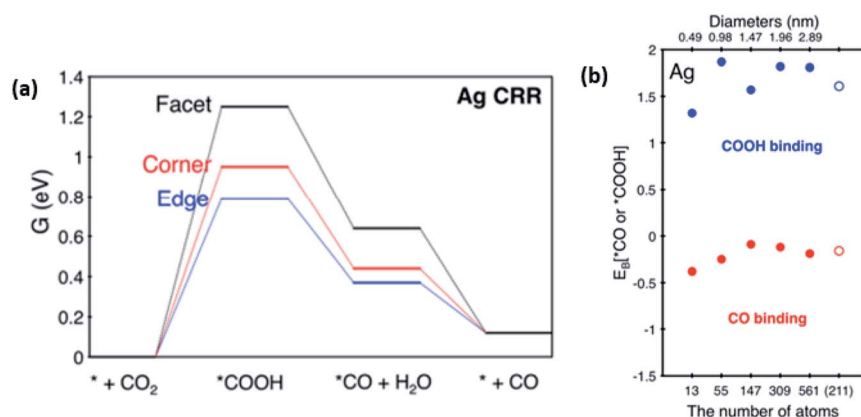 (a)
Ag CRR
G (eV)
1.4
1.2
1
0.8
0.6
0.4
0.2
0
Facet
Corner
Edge
* + CO₂
*COOH
*CO + H₂O
* + CO
(b)
Diameters (nm)
0.49 0.98 1.47 1.96 2.89
Ag
E_B[*CO or *COOH]
2
1.5
1
0.5
0
-0.5
-1
-1.5
COOH binding
CO binding
13 55 147 309 561 (211)
The number of atoms